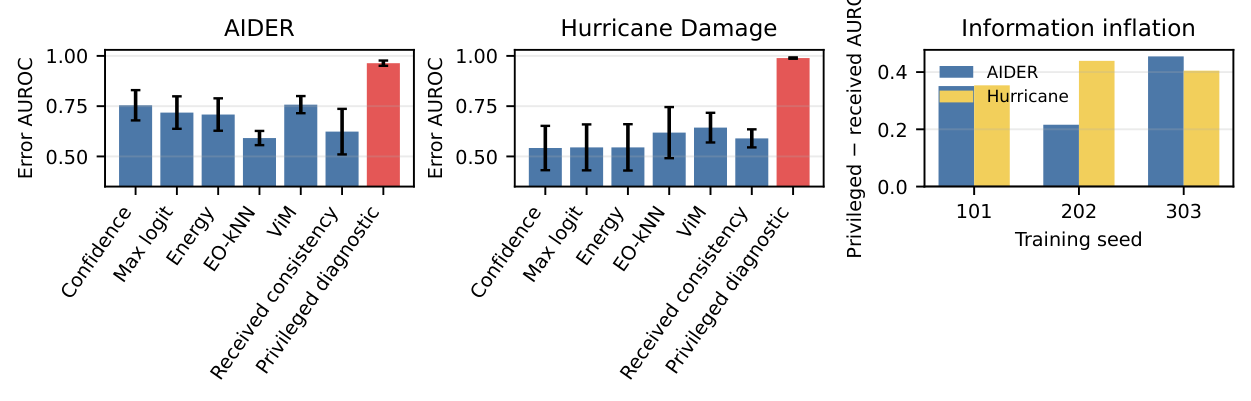 AIDER
Error AUROC
1.00
0.75
0.50
Confidence
Max logit
Energy
EO-kNN
ViM
Received consistency
Privileged diagnostic
Hurricane Damage
Error AUROC
1.00
0.75
0.50
Confidence
Max logit
Energy
EO-kNN
ViM
Received consistency
Privileged diagnostic
Information inflation
Privileged − received AUROC
0.4
0.2
0.0
AIDER
Hurricane
101
202
303
Training seed